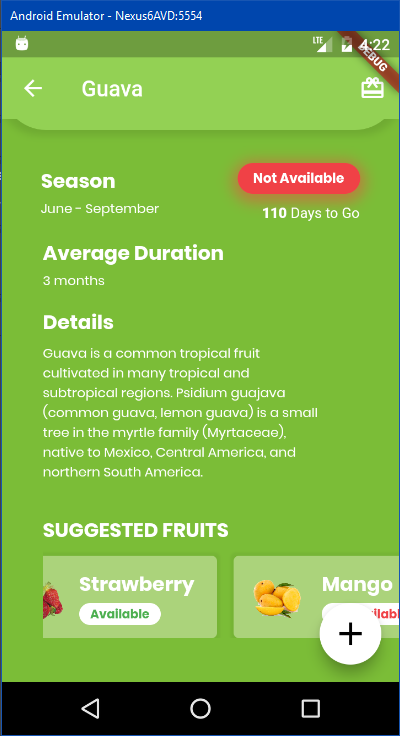 Android Emulator - Nexus6AVD:5554
LTE 4:22
DEBUG
Guava
Season
Not Available
June - September
110 Days to Go
Average Duration
3 months
Details
Guava is a common tropical fruit
cultivated in many tropical and
subtropical regions. Psidium guajava
(common guava, lemon guava) is a small
tree in the myrtle family (Myrtaceae),
native to Mexico, Central America, and
northern South America.
SUGGESTED FRUITS
Strawberry
Mango
Available